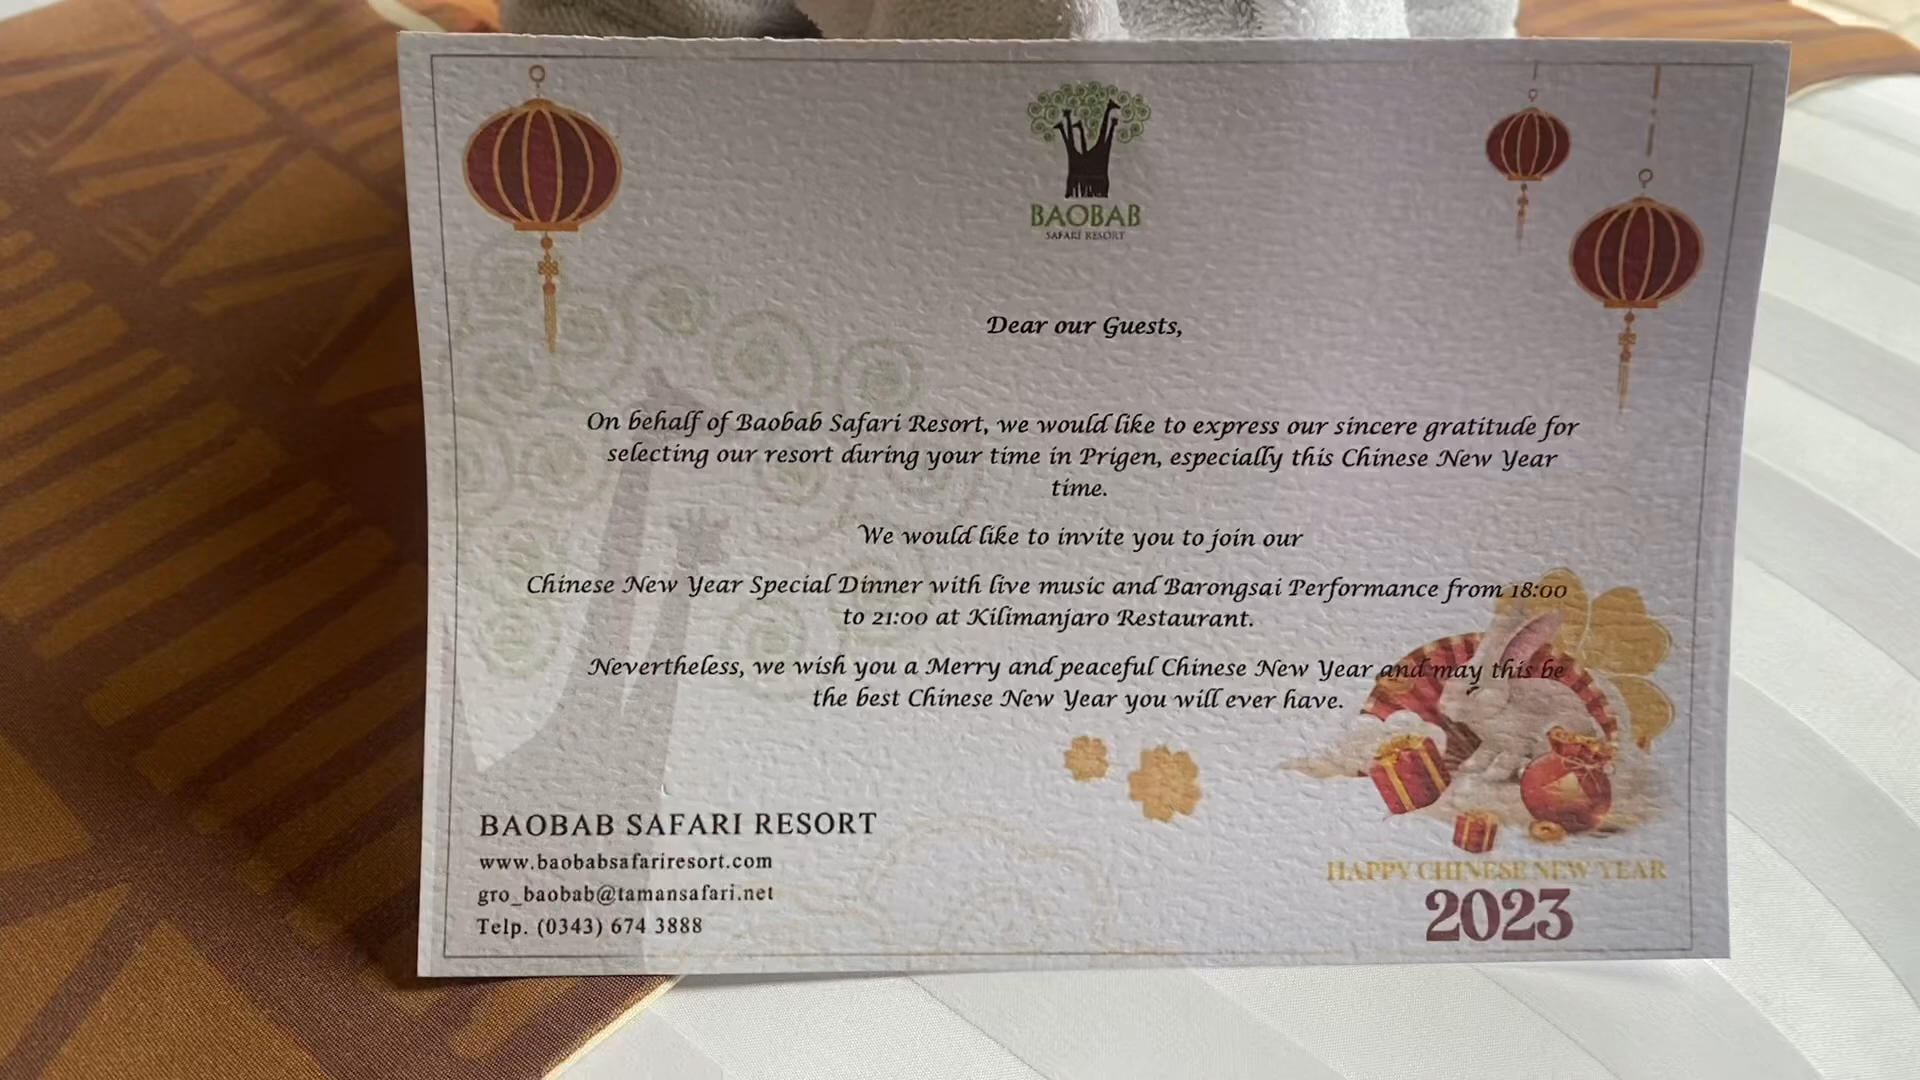 BAOBAB
SAFARI RESORT
Dear our Guests,
On behalf of Baobab Safari Resort, we would like to express our sincere gratitude for
selecting our resort during your time in Prigen, especially this Chinese New Year
time.
We would like to invite you to join our
Chinese New Year Special Dinner with live music and Barongsai Performance from 18:00
to 21:00 at Kilimanjaro Restaurant.
Nevertheless, we wish you a Merry and peaceful Chinese New Year and may this be
the best Chinese New Year you will ever have.
BAOBAB SAFARI RESORT
www.baobabsafariresort.com
gro_baobab@tamansafari.net
Telp. (0343) 674 3888
HAPPY CHINESE NEW YEAR
2023